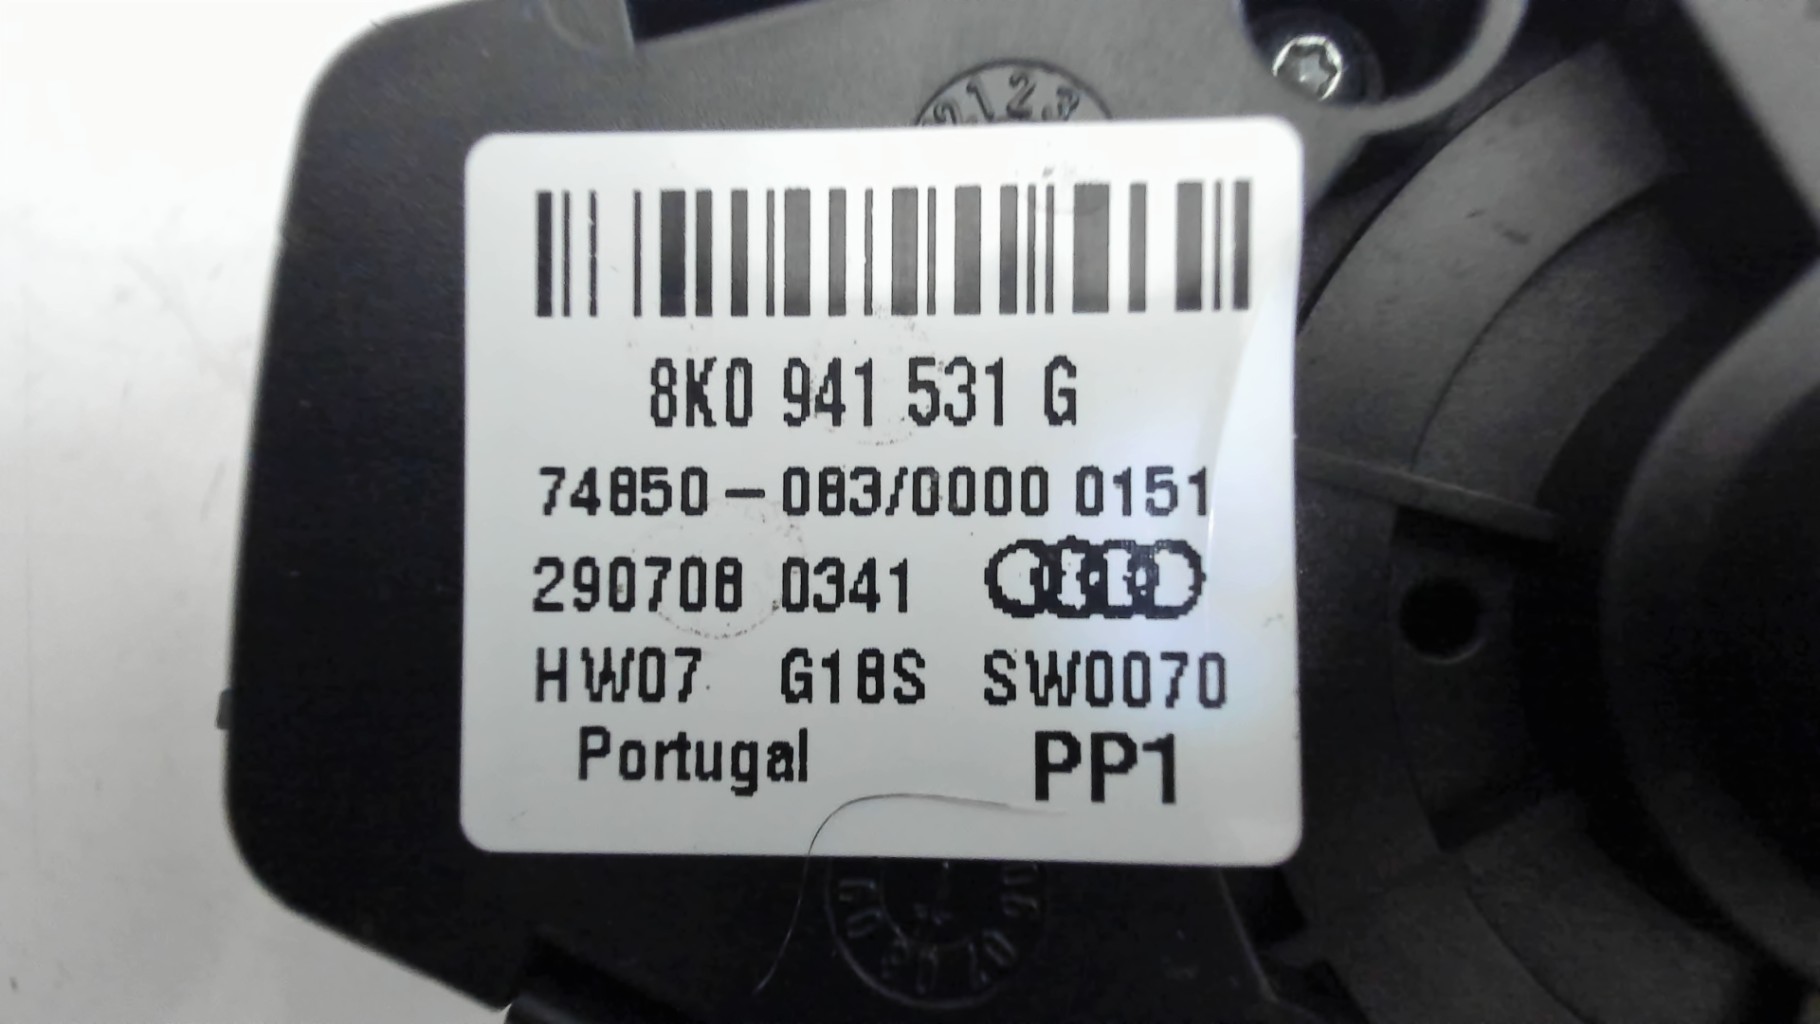 8K0 941 531 G
74850-083/0000 0151
290708 0341
HW07 G18S SW0070
Portugal PP1